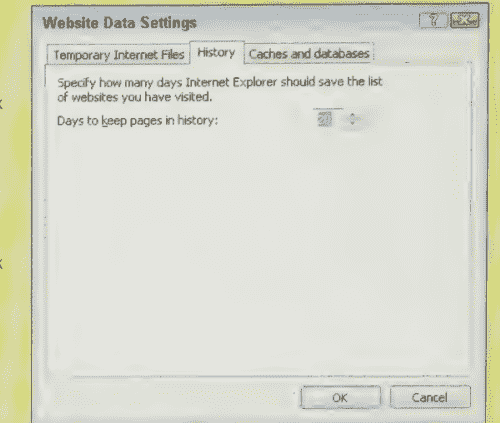 Website Data Settings
Temporary Internet Files
History
Caches and databases
Specify how many days Internet Explorer should save the list
of websites you have visited.
Days to keep pages in history:
OK
Cancel